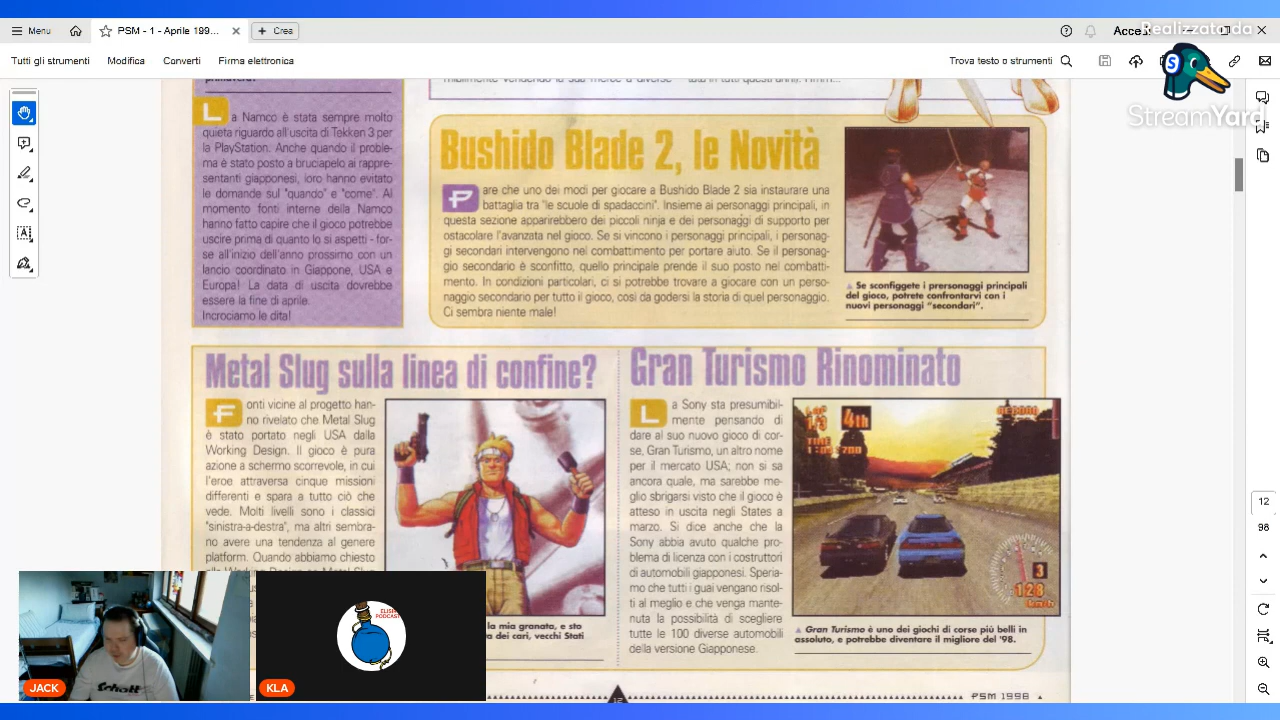 Menu
PSM - 1 - Aprile 199...
Crea
Realizzato da
Tutti gli strumenti
Modifica
Converti
Firma elettronica
Trova testo o strumenti
StreamYard
primavera?
La Namco è stata sempre molto
quieta riguardo all'uscita di Tekken 3 per
la PlayStation. Anche quando il proble-
ma è stato posto a bruciapelo ai rappre-
sentanti giapponesi, loro hanno evitato
le domande sul "quando" e "come". Al
momento fonti interne della Namco
hanno fatto capire che il gioco potrebbe
uscire prima di quanto lo si aspetti - for-
se all'inizio dell'anno prossimo con un
lancio coordinato in Giappone, USA e
Europa! La data di uscita dovrebbe
essere la fine di aprile.
Incrociamo le dita!
Bushido Blade 2, le Novità
Pare che uno dei modi per giocare a Bushido Blade 2 sia instaurare una
battaglia tra "le scuole di spadaccini". Insieme ai personaggi principali, in
questa sezione apparirebbero dei piccoli ninja e dei personaggi di supporto per
ostacolare l'avanzata nel gioco. Se si vincono i personaggi principali, i personag-
gi secondari intervengono nel combattimento per portare aiuto. Se il personag-
gio secondario è sconfitto, quello principale prende il suo posto nel combatti-
mento. In condizioni particolari, ci si potrebbe trovare a giocare con un perso-
naggio secondario per tutto il gioco, così da godersi la storia di quel personaggio.
Ci sembra niente male!
Se sconfiggete i prersonaggi principali
del gioco, potrete confrontarvi con i
nuovi personaggi "secondari".
Metal Slug sulla linea di confine?
Fonti vicine al progetto han-
no rivelato che Metal Slug
è stato portato negli USA dalla
Working Design. Il gioco è pura
azione a schermo scorrevole, in cui
l'eroe attraversa cinque missioni
differenti e spara a tutto ciò che
vede. Molti livelli sono i classici
"sinistra-a-destra", ma altri sembra-
no avere una tendenza al genere
platform. Quando abbiamo chiesto
la mia granata, e sto
dei cari, vecchi Stati
Gran Turismo Rinominato
La Sony sta presumibil-
mente pensando di
dare al suo nuovo gioco di cor-
se, Gran Turismo, un altro nome
per il mercato USA; non si sa
ancora quale, ma sarebbe me-
glio sbrigarsi visto che il gioco è
atteso in uscita negli States a
marzo. Si dice anche che la
Sony abbia avuto qualche pro-
blema di licenza con i costruttori
di automobili giapponesi. Speria-
mo che tutti i guai vengano risol-
ti al meglio e che venga mante-
nuta la possibilità di scegliere
tutte le 100 diverse automobili
della versione Giapponese.
LAP
1/3
4th
TIME
3
128
km/h
Gran Turismo è uno dei giochi di corse più belli in
assoluto, e potrebbe diventare il migliore del '98.
PSM 1998
12
98
JACK
KLA
PODCAST